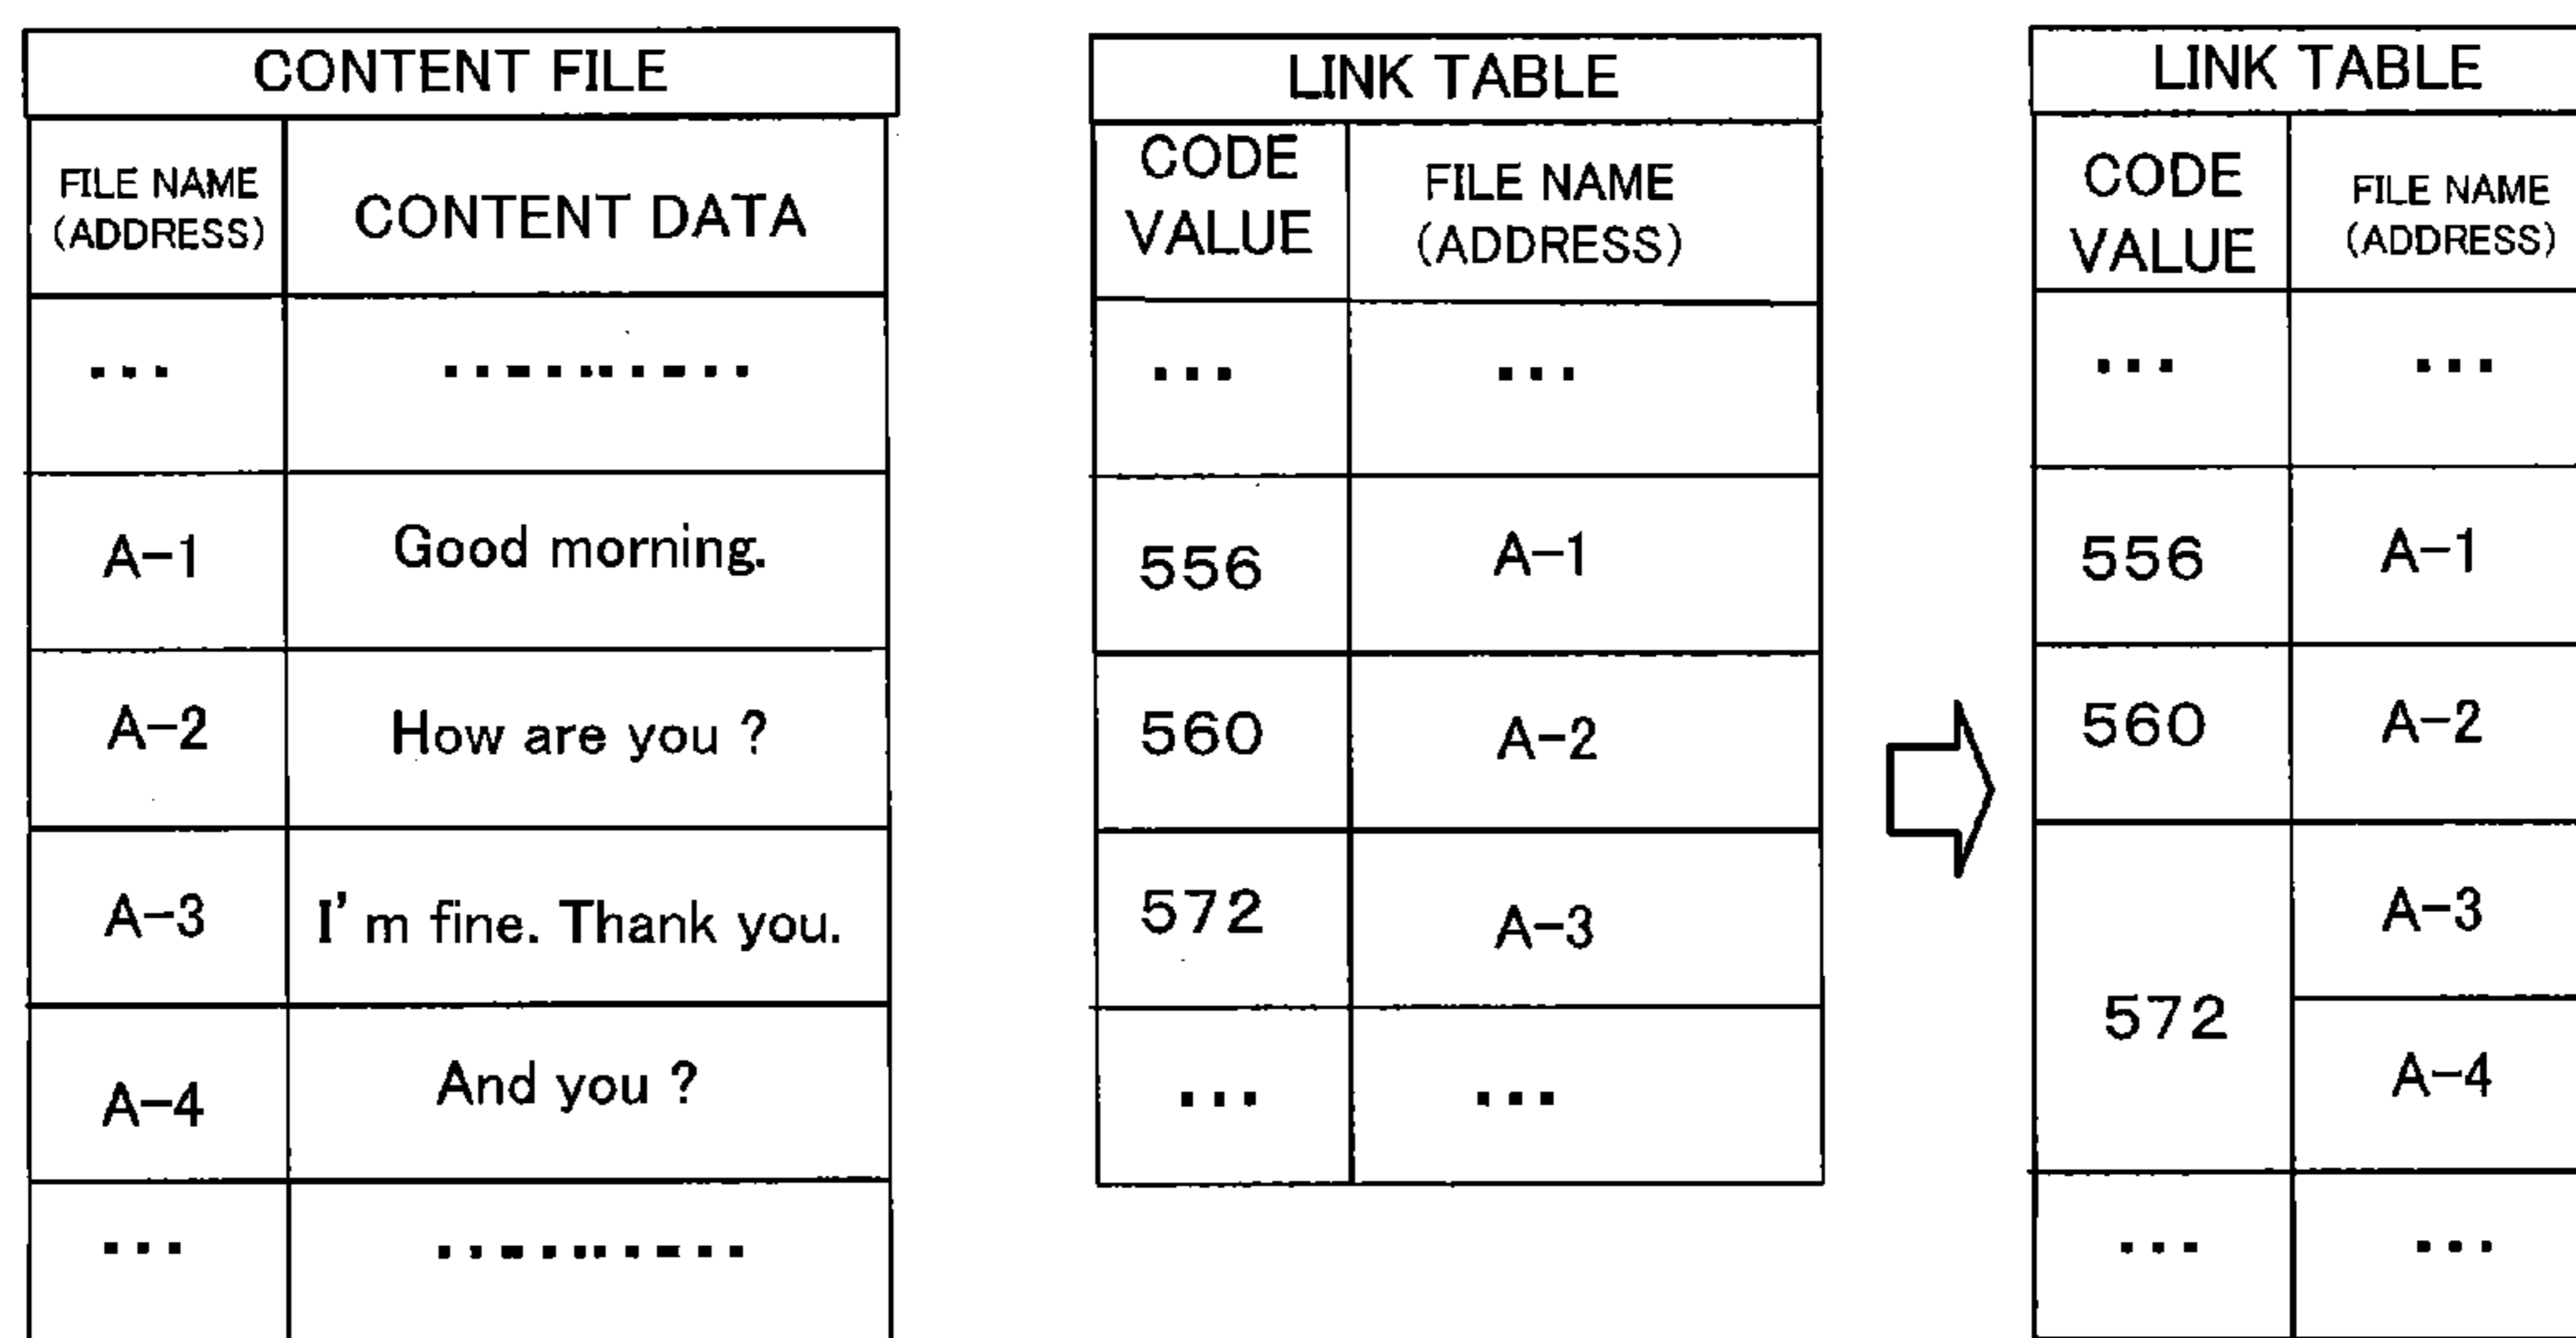 CONTENT FILE
FILE NAME
(ADDRESS)
CONTENT DATA
... ..........
A-1 Good morning.
A-2 How are you ?
A-3 I'm fine. Thank you.
A-4 And you ?
... ..........
LINK TABLE
CODE
VALUE
FILE NAME
(ADDRESS)
... ...
556 A-1
560 A-2
572 A-3
... ...
LINK TABLE
CODE
VALUE
FILE NAME
(ADDRESS)
... ...
556 A-1
560 A-2
572 A-3
A-4
... ...